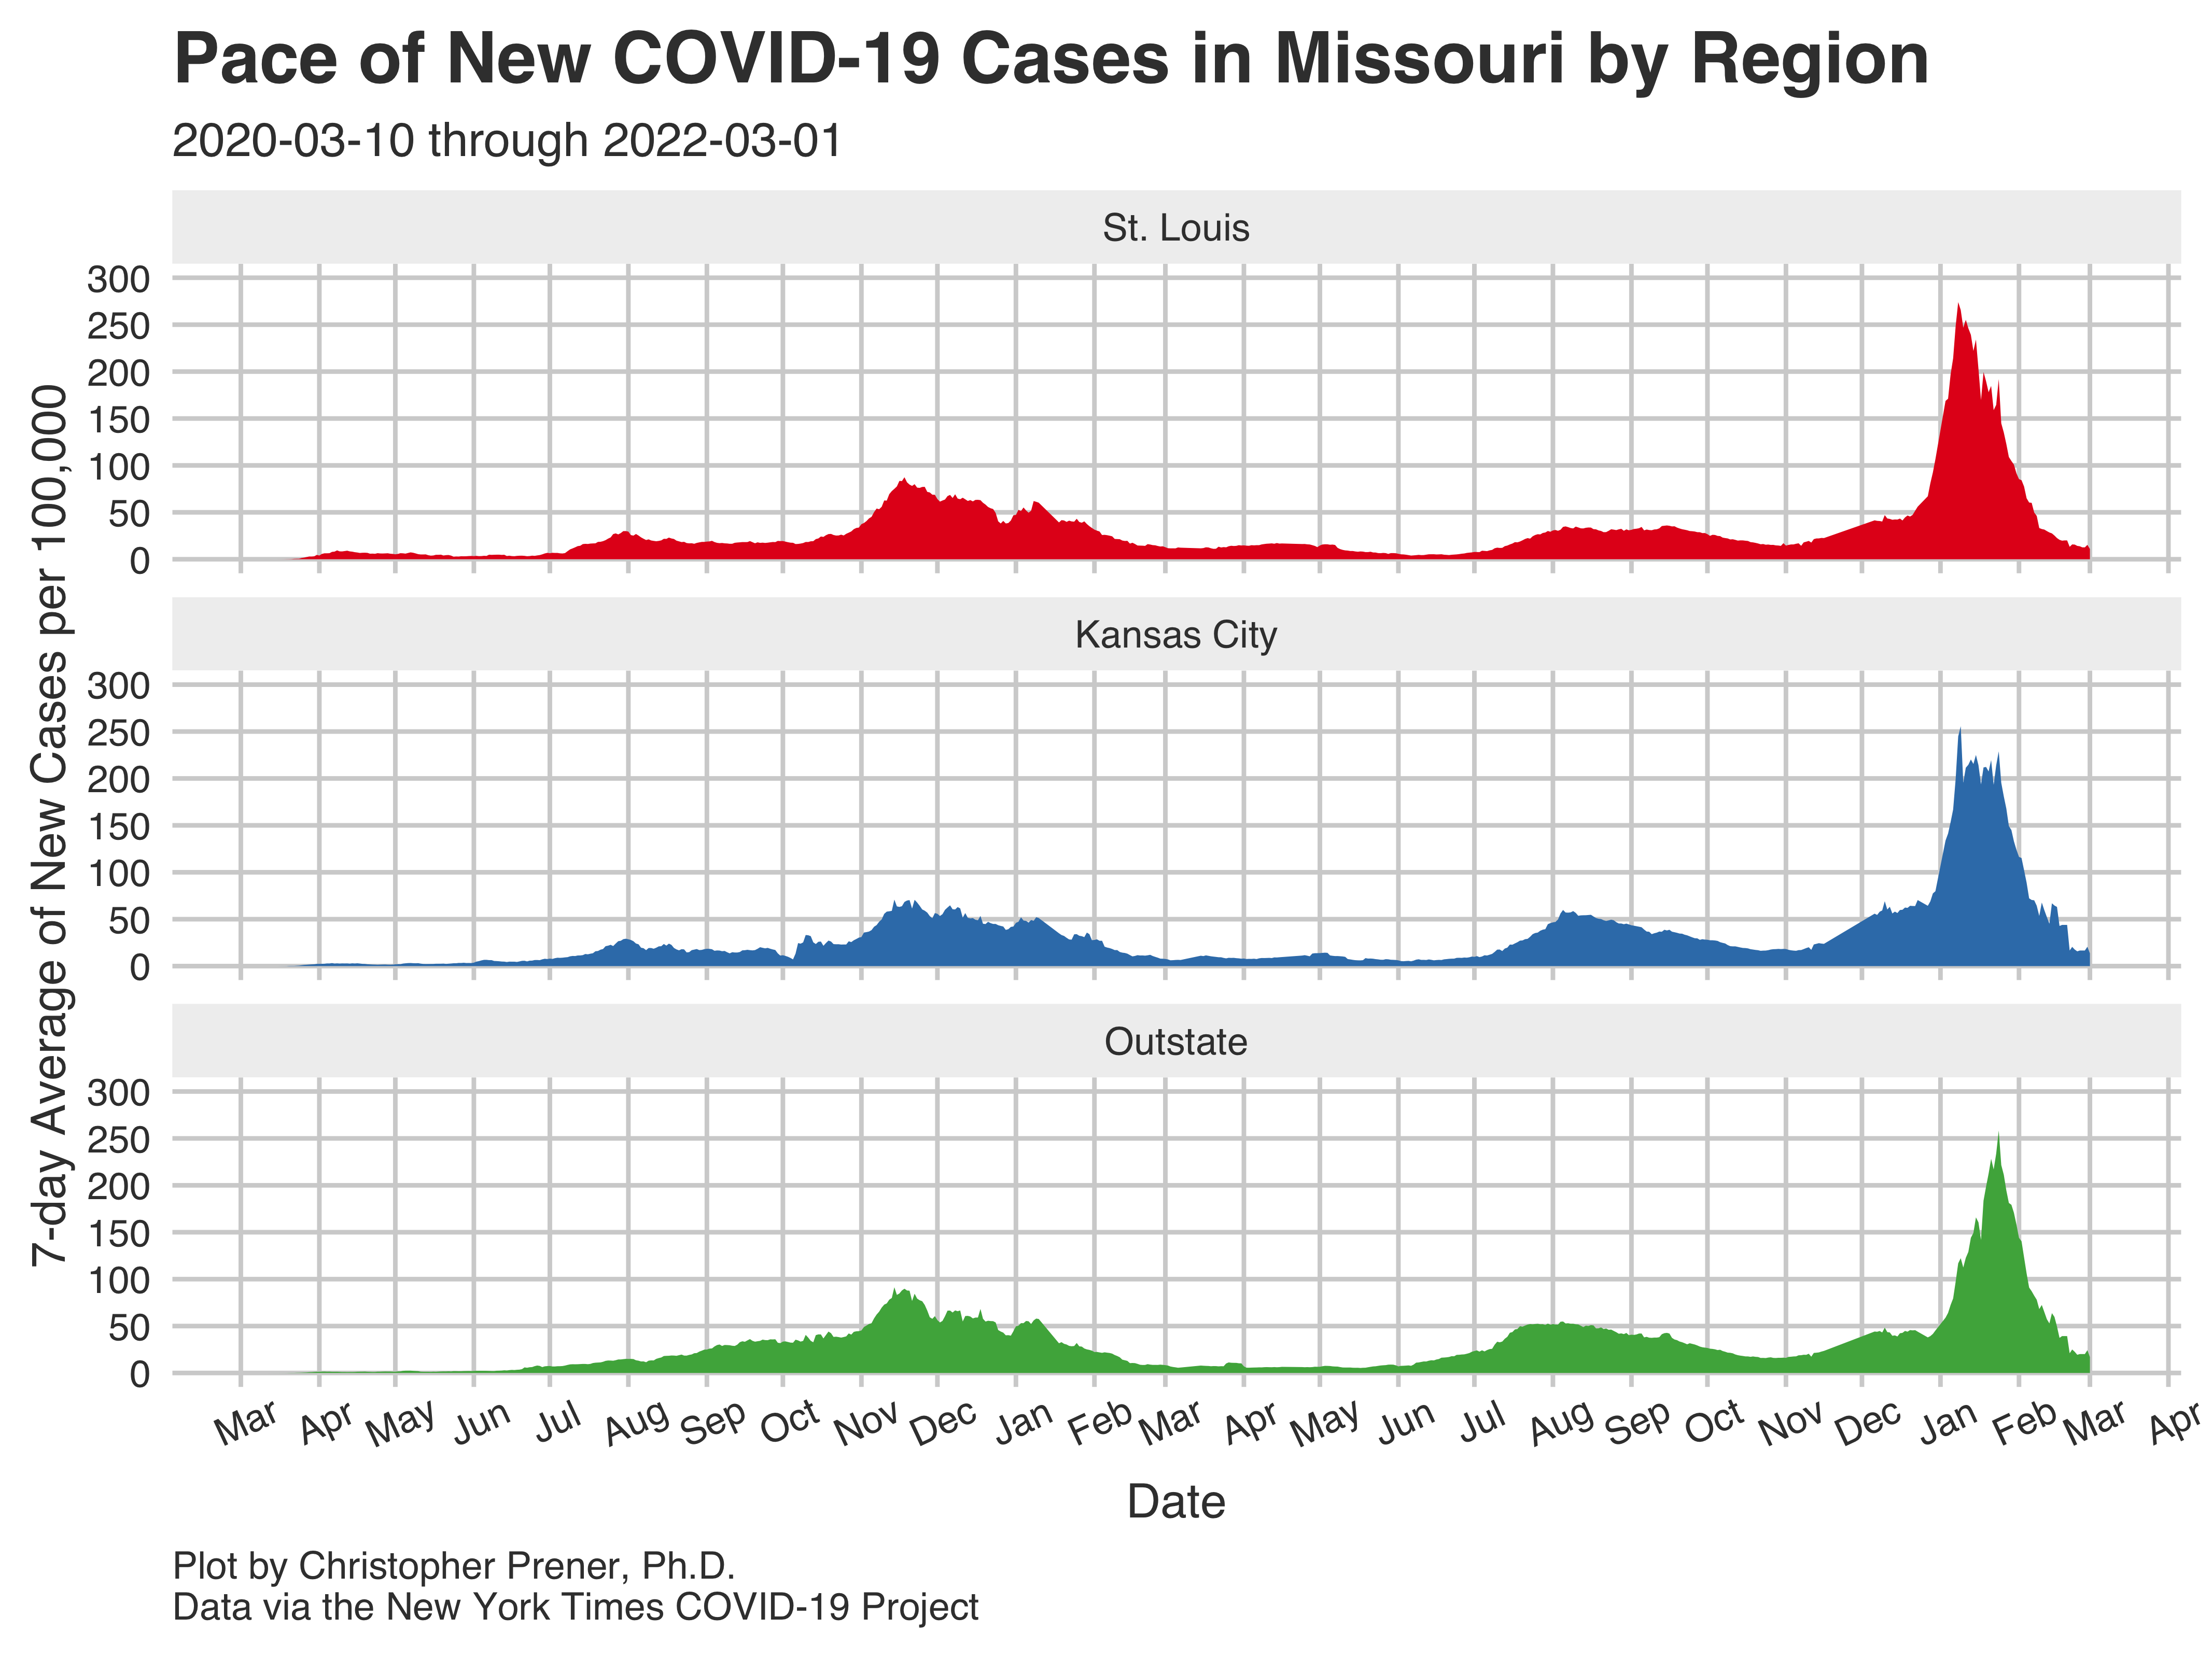 Pace of New COVID-19 Cases in Missouri by Region
2020-03-10 through 2022-03-01
7-day Average of New Cases per 100,000
St. Louis
300
250
200
150
100
50
0
Kansas City
300
250
200
150
100
50
0
Outstate
300
250
200
150
100
50
0
Mar Apr May Jun Jul Aug Sep Oct Nov Dec Jan Feb Mar Apr May Jun Jul Aug Sep Oct Nov Dec Jan Feb Mar Apr
Date
Plot by Christopher Prener, Ph.D.
Data via the New York Times COVID-19 Project